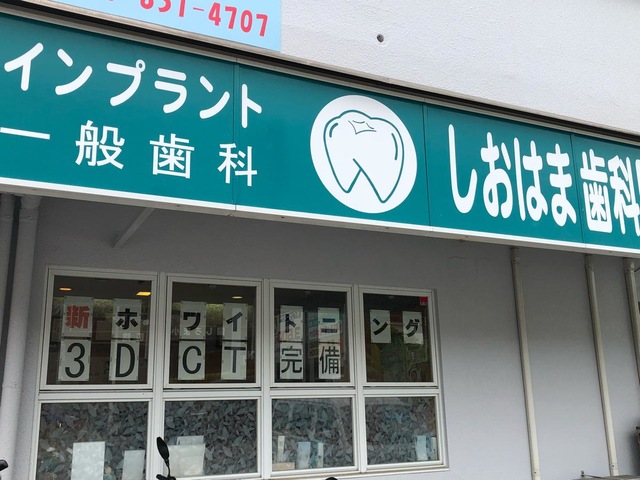 -4707
インプラント
一般歯科
しおはま歯科
新ホワイトニング
3DCT完備